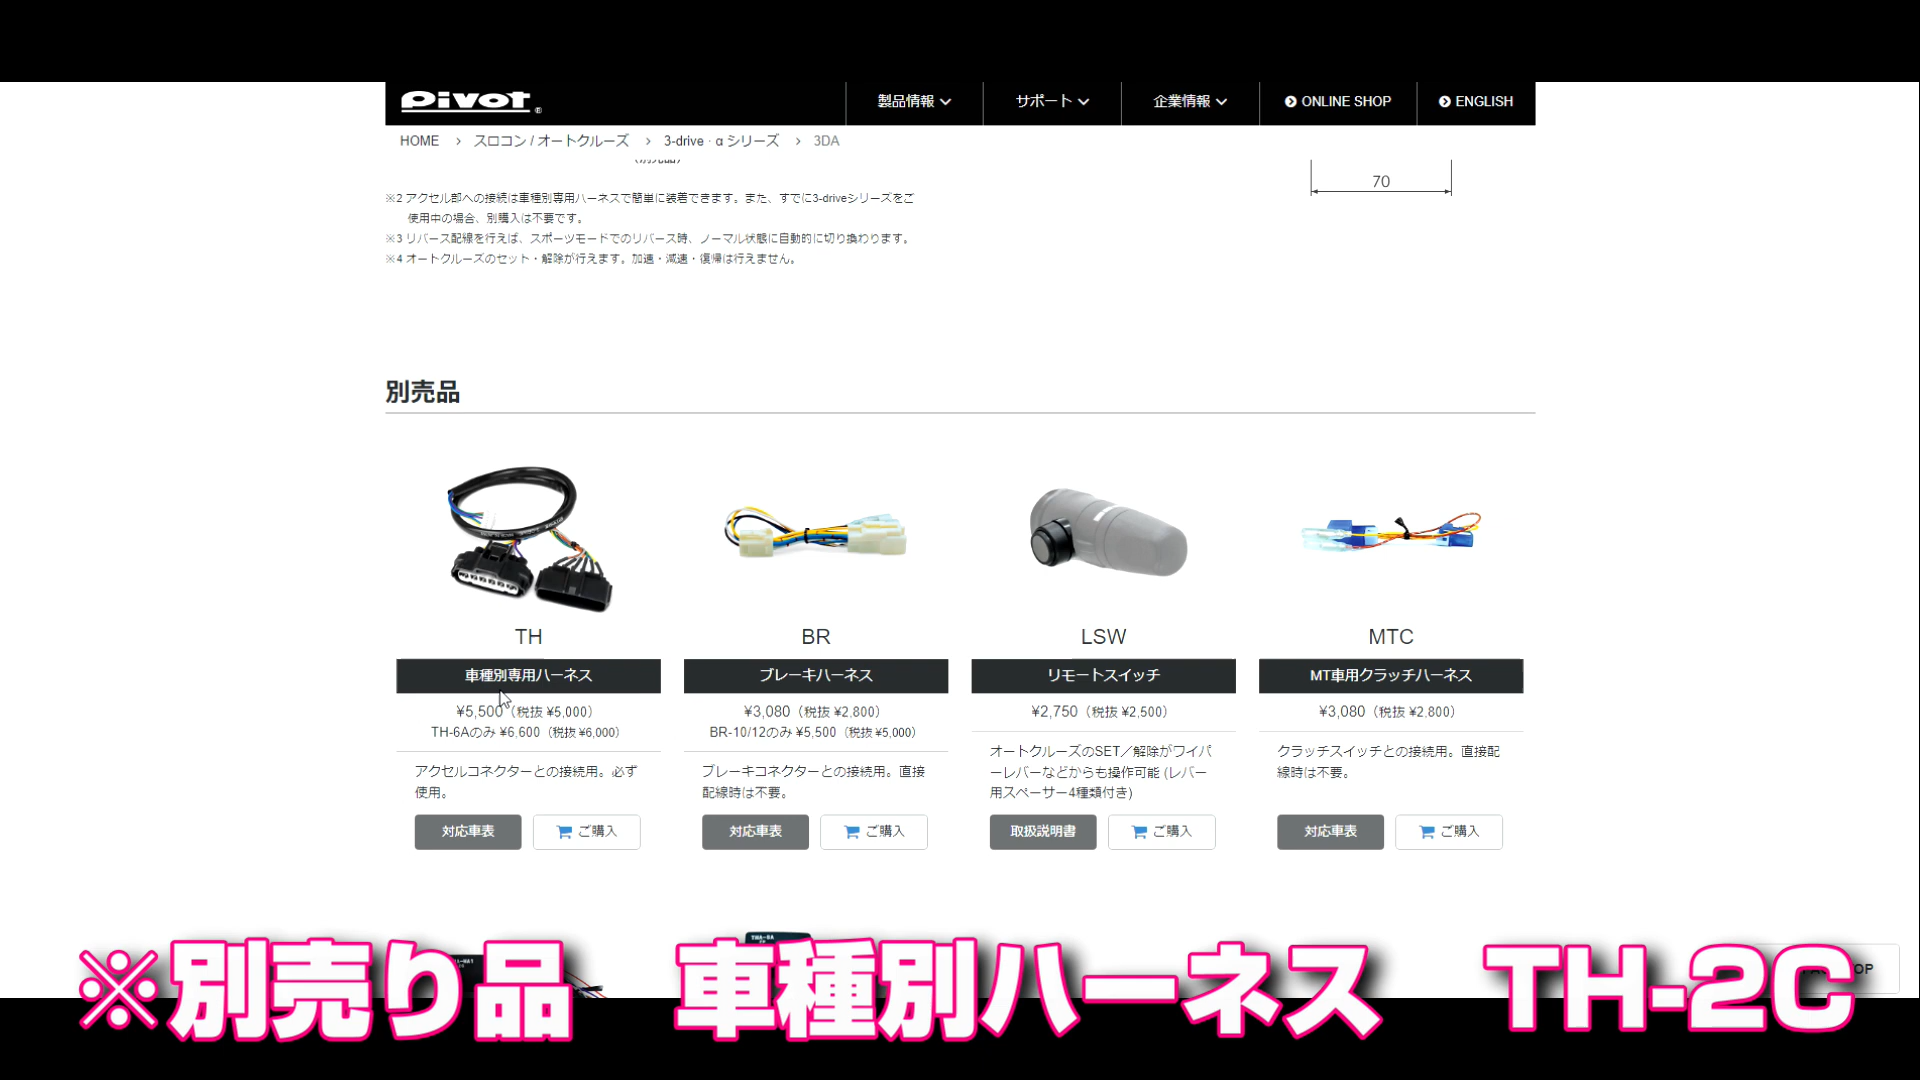 Pivot®
製品情報
サポート
企業情報
ONLINE SHOP
ENGLISH
HOME > スロコン / オートクルーズ > 3-drive · α シリーズ > 3DA
70
※2 アクセル部への接続は車種別専用ハーネスで簡単に装着できます。また、すでに3-driveシリーズをご
使用中の場合、別購入は不要です。
※3 リバース配線を行えば、スポーツモードでのリバース時、ノーマル状態に自動的に切り換わります。
※4 オートクルーズのセット・解除が行えます。加速・減速・復帰は行えません。
別売品
TH
車種別専用ハーネス
¥5,500（税抜 ¥5,000）
TH-6Aのみ ¥6,600（税抜 ¥6,000）
アクセルコネクターとの接続用。必ず
使用。
対応車表
ご購入
BR
ブレーキハーネス
¥3,080（税抜 ¥2,800）
BR-10/12のみ ¥5,500（税抜 ¥5,000）
ブレーキコネクターとの接続用。直接
配線時は不要。
対応車表
ご購入
LSW
リモートスイッチ
¥2,750（税抜 ¥2,500）
オートクルーズのSET／解除がワイパ
ーレバーなどからも操作可能 (レバー
用スペーサー4種類付き)
取扱説明書
ご購入
MTC
MT車用クラッチハーネス
¥3,080（税抜 ¥2,800）
クラッチスイッチとの接続用。直接配
線時は不要。
対応車表
ご購入
※別売り品 車種別ハーネス TH-2C